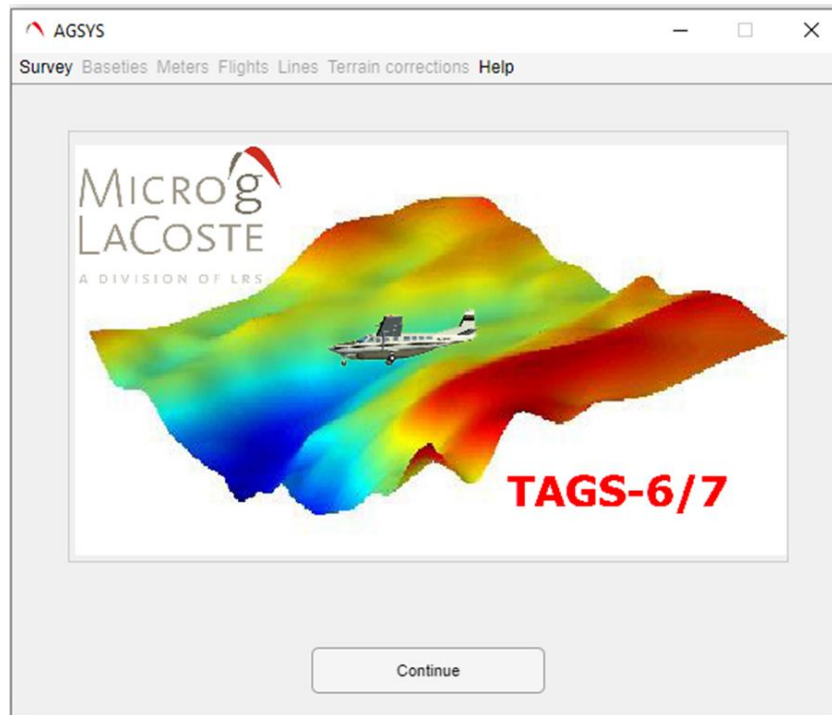 AGSYS
Survey Baseties Meters Flights Lines Terrain corrections Help
MICRO g
LACOSTE
A DIVISION OF LRS
TAGS-6/7
Continue